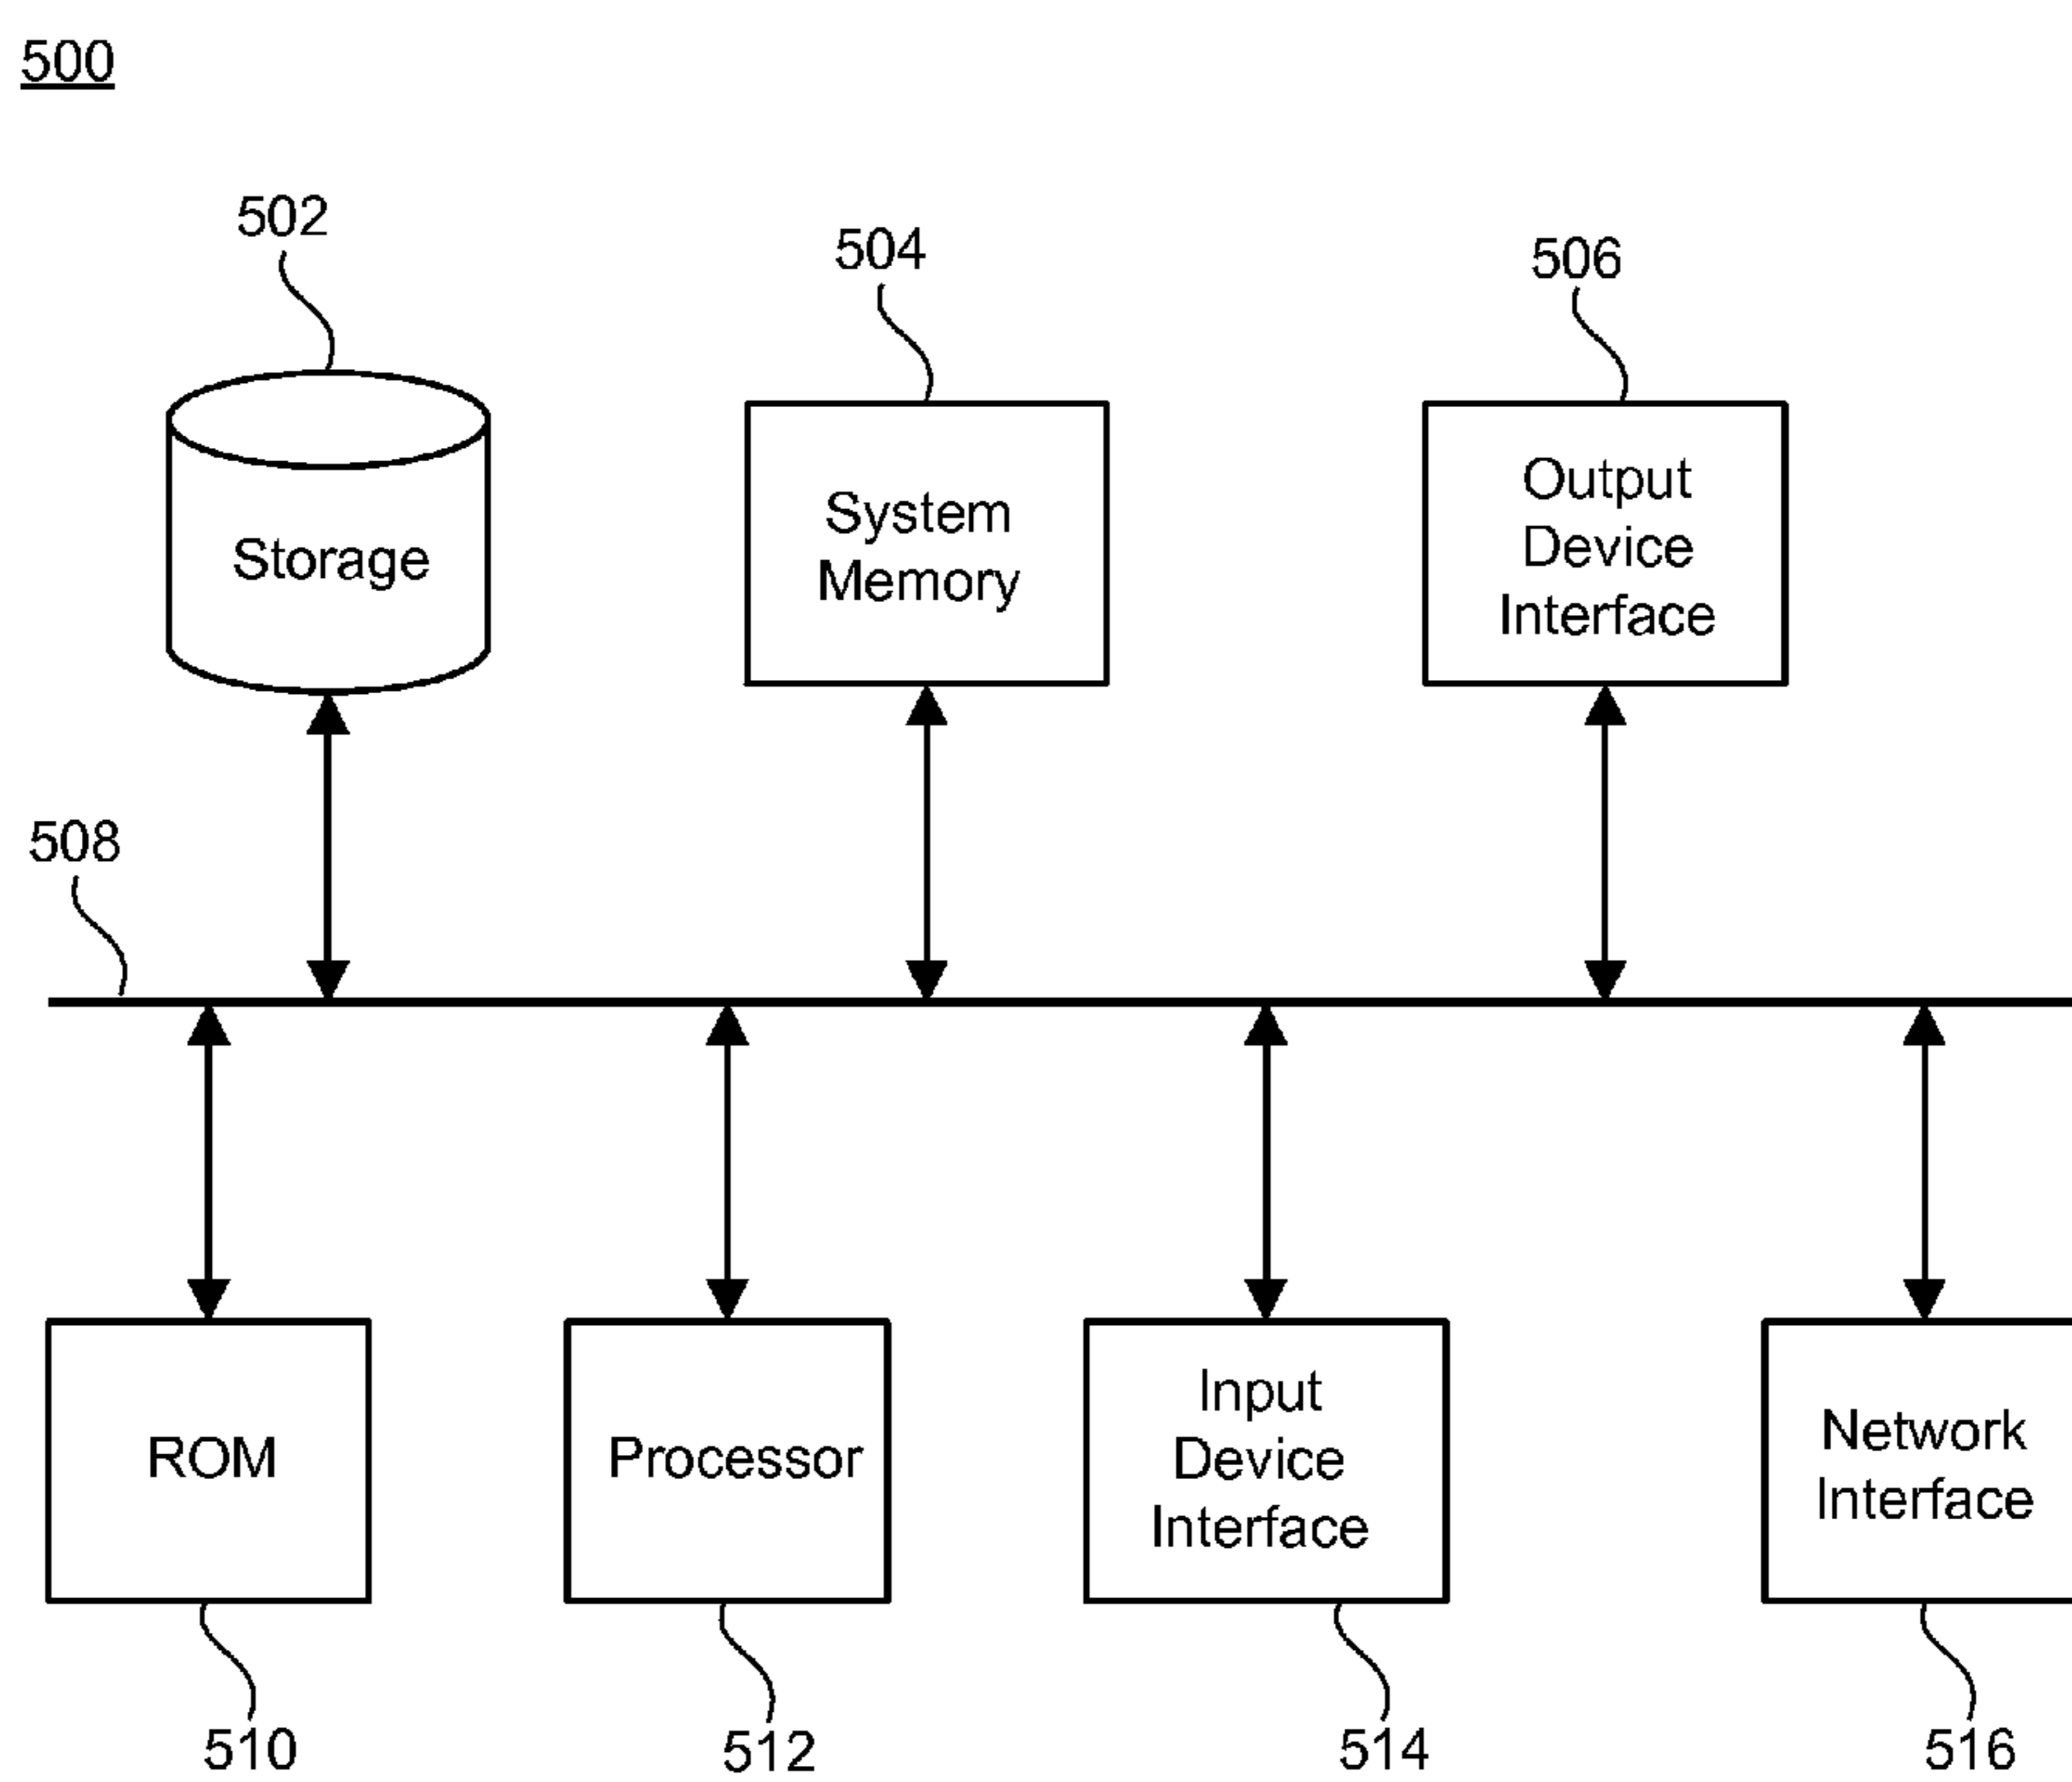 500
502
504
506
Storage
System
Memory
Output
Device
Interface
508
ROM
Processor
Input
Device
Interface
Network
Interface
510
512
514
516